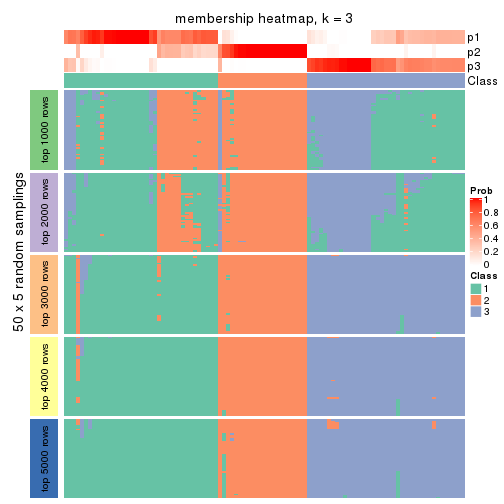 membership heatmap, k = 3
p1
p2
p3
Class
50 x 5 random samplings
top 1000 rows
top 2000 rows
top 3000 rows
top 4000 rows
top 5000 rows
Prob
1
0.8
0.6
0.4
0.2
0
Class
1
2
3